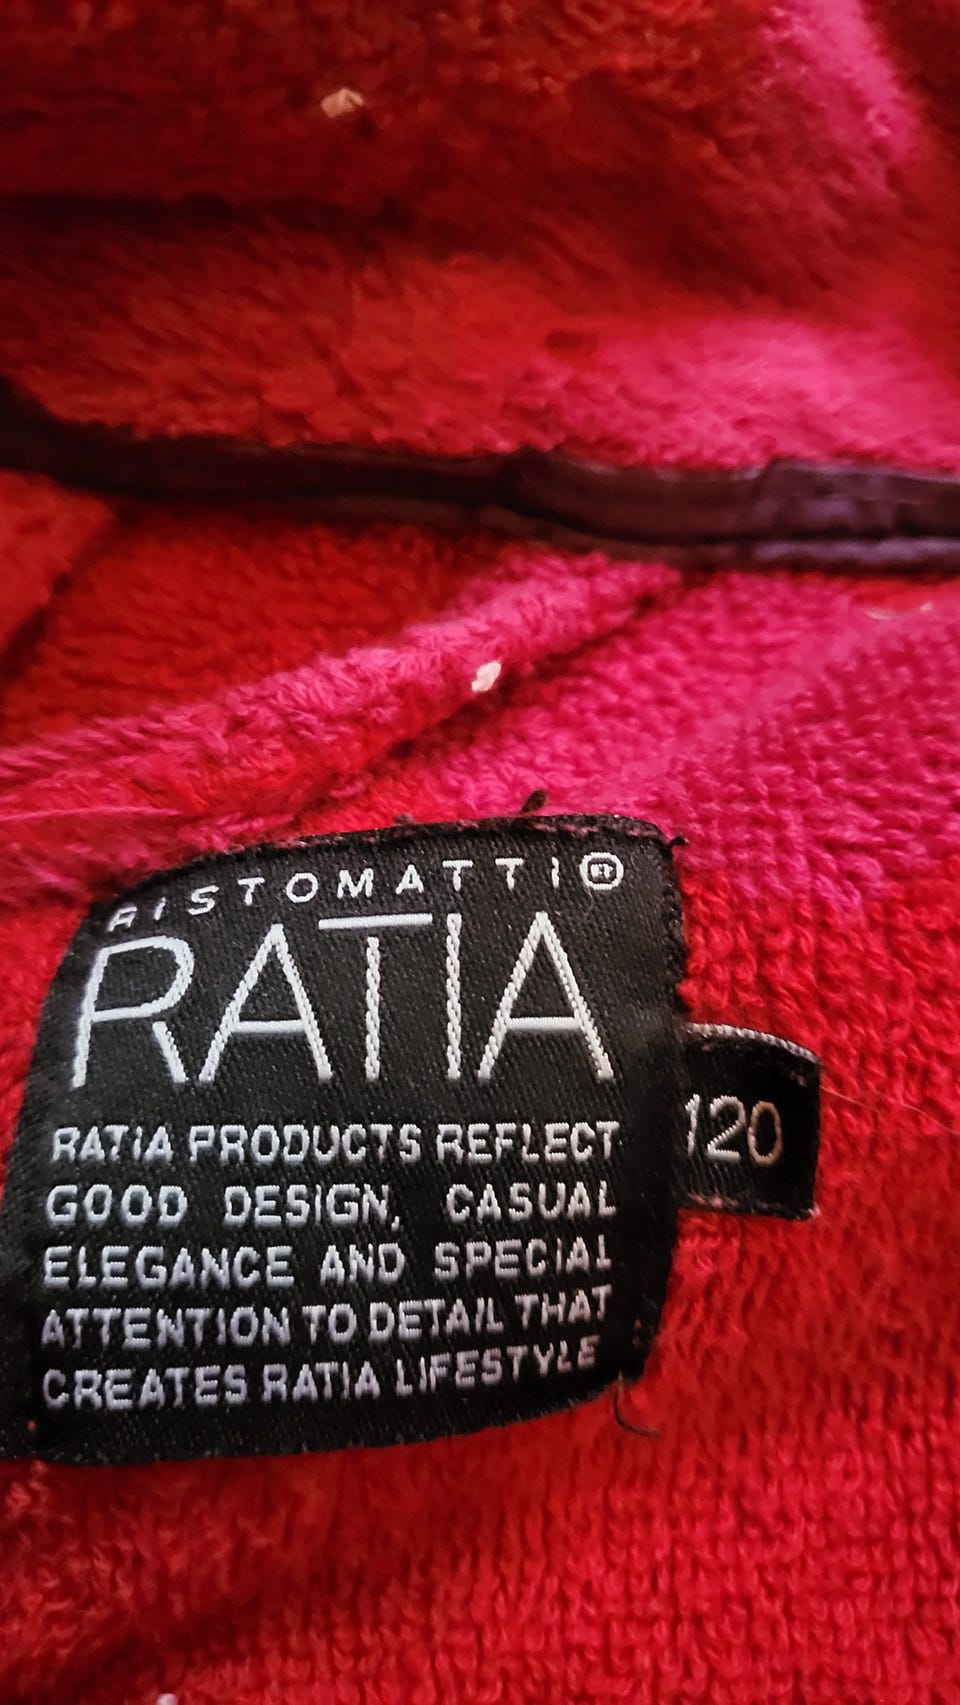 RISTOMATTI®
RATIA
RATIA PRODUCTS REFLECT
GOOD DESIGN, CASUAL
ELEGANCE AND SPECIAL
ATTENTION TO DETAIL THAT
CREATES RATIA LIFESTYLE
120